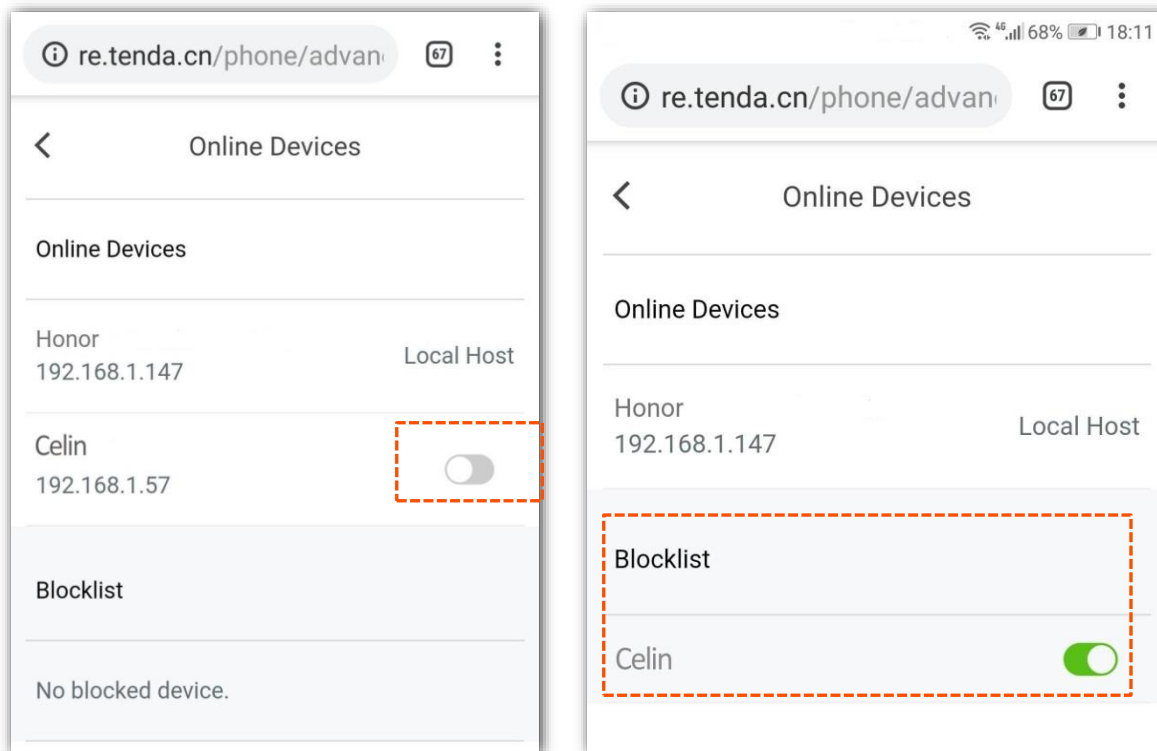 re.tenda.cn/phone/advan
67
Online Devices
Online Devices
Honor
192.168.1.147
Local Host
Celin
192.168.1.57
Blocklist
No blocked device.
4G 68% 18:11
re.tenda.cn/phone/advan
67
Online Devices
Online Devices
Honor
192.168.1.147
Local Host
Blocklist
Celin